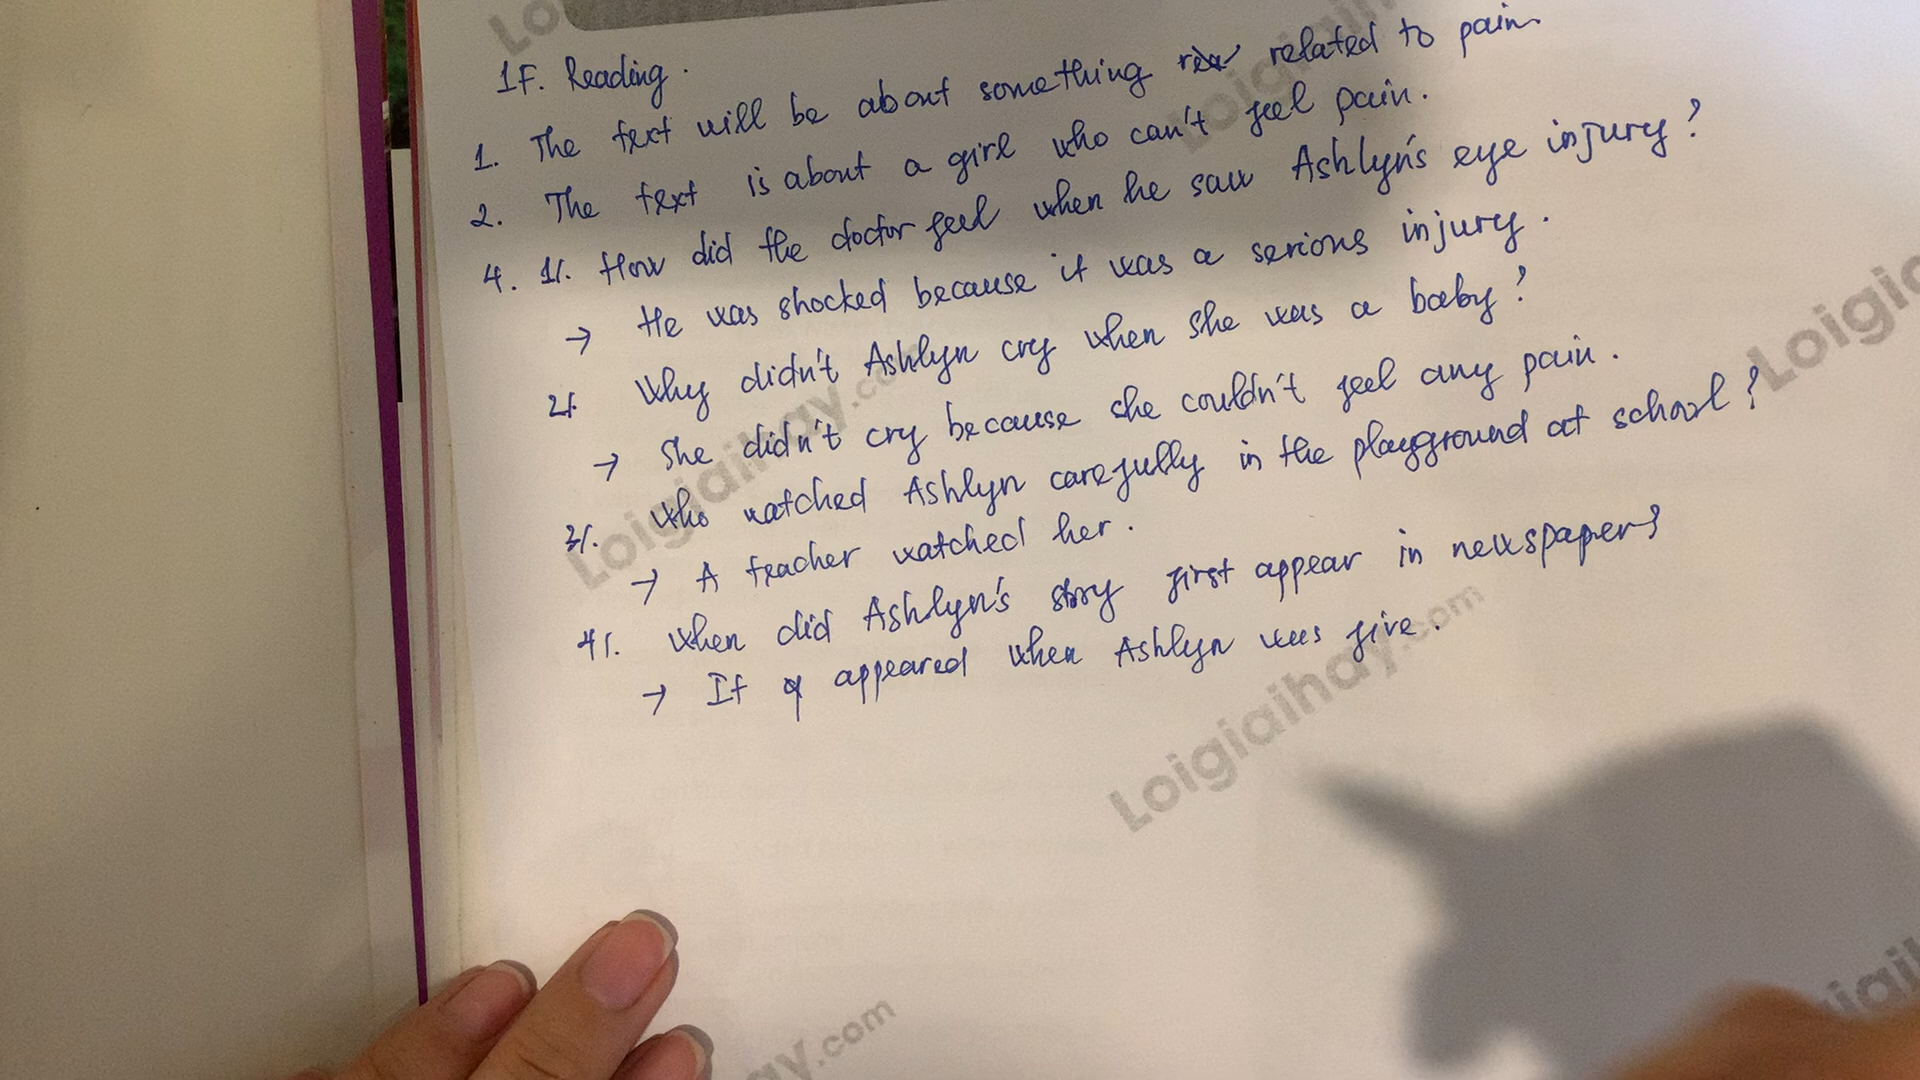 1F. Reading.
1. The text will be about something related to pain.
2. The text is about a girl who can't feel pain.
4. 1/. How did the doctor feel when he saw Ashlyn's eye injury?
→ He was shocked because it was a serious injury.
2/. Why didn't Ashlyn cry when she was a baby?
→ She didn't cry because she couldn't feel any pain.
3/. Who watched Ashlyn carefully in the playground at school?
→ A teacher watched her.
4/. When did Ashlyn's story first appear in newspapers
→ It appeared when Ashlyn was five.
Loigiaihay.com
Loigiaihay.com